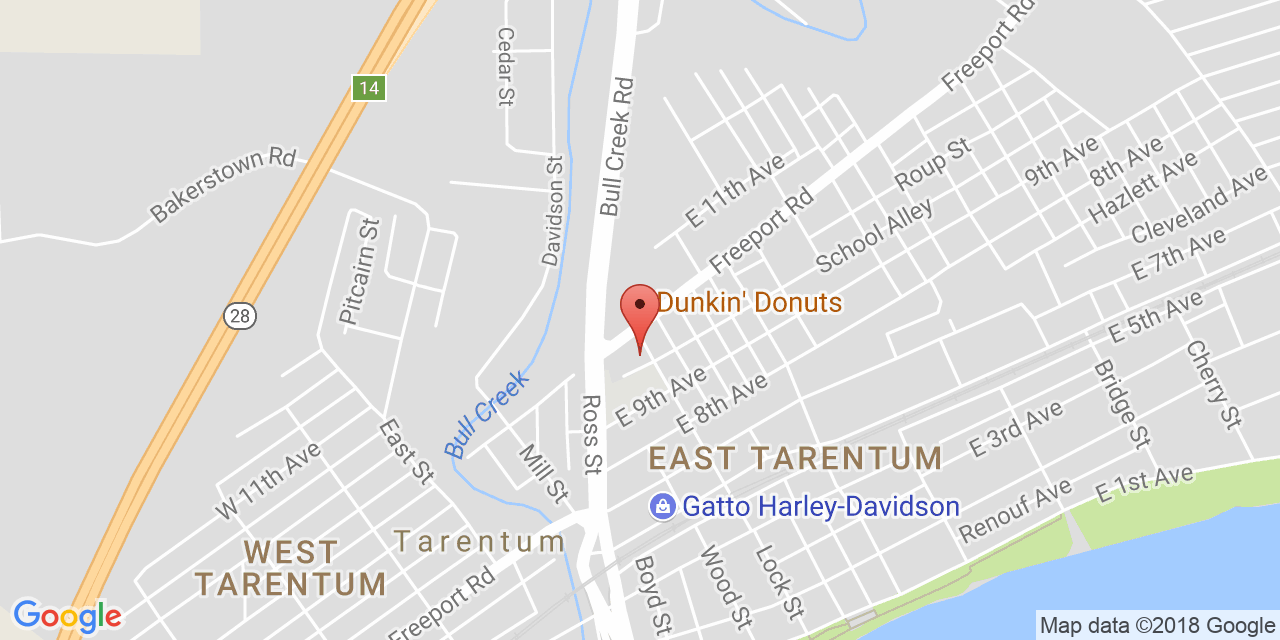 Cedar St
14
Freeport Rd
Bull Creek Rd
Bakerstown Rd
Davidson St
Roup St
9th Ave
8th Ave
Hazlett Ave
Cleveland Ave
E 7th Ave
E 11th Ave
Freeport Rd
School Alley
Pitcairn St
28
Dunkin' Donuts
E 5th Ave
Bull Creek
E 9th Ave
E 8th Ave
Bridge St
Cherry St
Ross St
East St
Mill St
W 11th Ave
EAST TARENTUM
E 3rd Ave
Gatto Harley-Davidson
Renouf Ave
E 1st Ave
Tarentum
WEST
TARENTUM
Freeport Rd
Boyd St
Wood St
Lock St
Google
Map data ©2018 Google